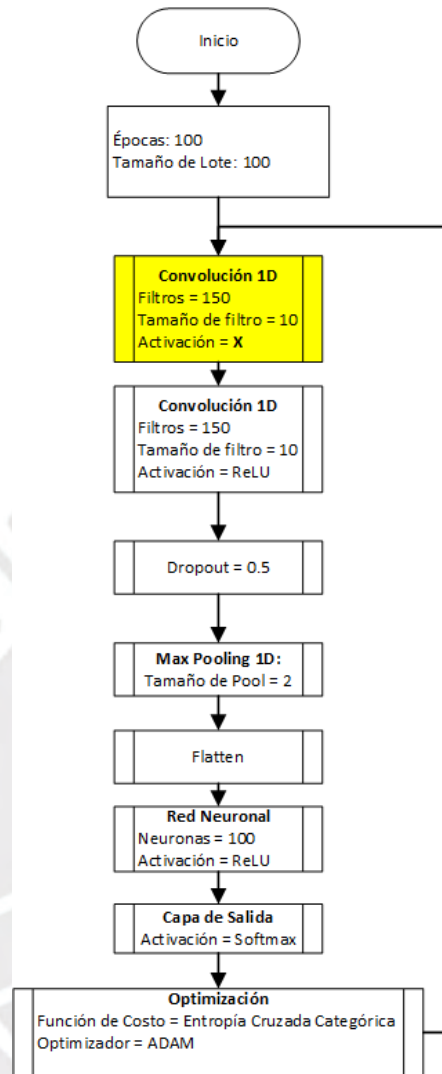 Inicio
Épocas: 100
Tamaño de Lote: 100
Convolución 1D
Filtros = 150
Tamaño de filtro = 10
Activación = X
Convolución 1D
Filtros = 150
Tamaño de filtro = 10
Activación = ReLU
Dropout = 0.5
Max Pooling 1D:
Tamaño de Pool = 2
Flatten
Red Neuronal
Neuronas = 100
Activación = ReLU
Capa de Salida
Activación = Softmax
Optimización
Función de Costo = Entropía Cruzada Categórica
Optimizador = ADAM